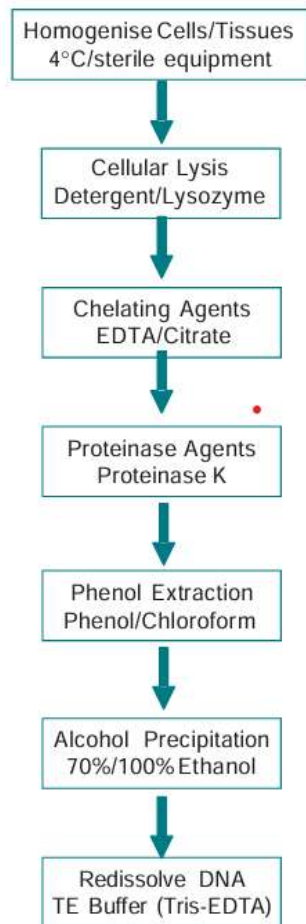 Homogenise Cells/Tissues
4°C/sterile equipment
Cellular Lysis
Detergent/Lysozyme
Chelating Agents
EDTA/Citrate
Proteinase Agents
Proteinase K
Phenol Extraction
Phenol/Chloroform
Alcohol Precipitation
70%/100% Ethanol
Redissolve DNA
TE Buffer (Tris-EDTA)